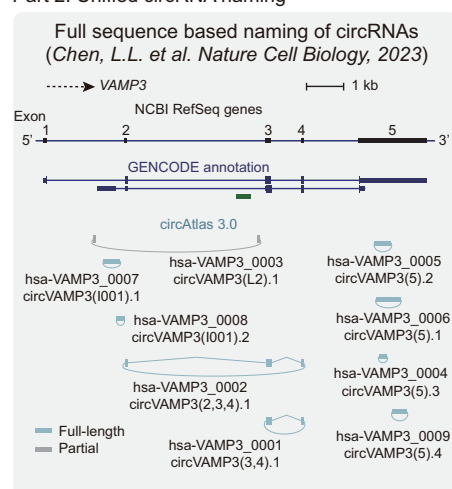 Part 2: Unified circRNA naming
Full sequence based naming of circRNAs
(Chen, L.L. et al. Nature Cell Biology, 2023)
VAMP3
1 kb
NCBI RefSeq genes
Exon
1 2 3 4 5
5' 3'
GENCODE annotation
circAtlas 3.0
hsa-VAMP3_0003
circVAMP3(L2).1
hsa-VAMP3_0007
circVAMP3(I001).1
hsa-VAMP3_0008
circVAMP3(I001).2
hsa-VAMP3_0002
circVAMP3(2,3,4).1
hsa-VAMP3_0001
circVAMP3(3,4).1
hsa-VAMP3_0005
circVAMP3(5).2
hsa-VAMP3_0006
circVAMP3(5).1
hsa-VAMP3_0004
circVAMP3(5).3
hsa-VAMP3_0009
circVAMP3(5).4
Full-length
Partial